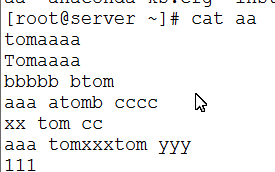 [root@server ~]# cat aa
tomaaaa
Tomaaaa
bbbbb btom
aaa atomb cccc
xx tom cc
aaa tomxxxtom yyy
111